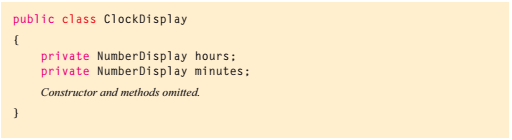 public class ClockDisplay
{
    private NumberDisplay hours;
    private NumberDisplay minutes;
    Constructor and methods omitted.
}